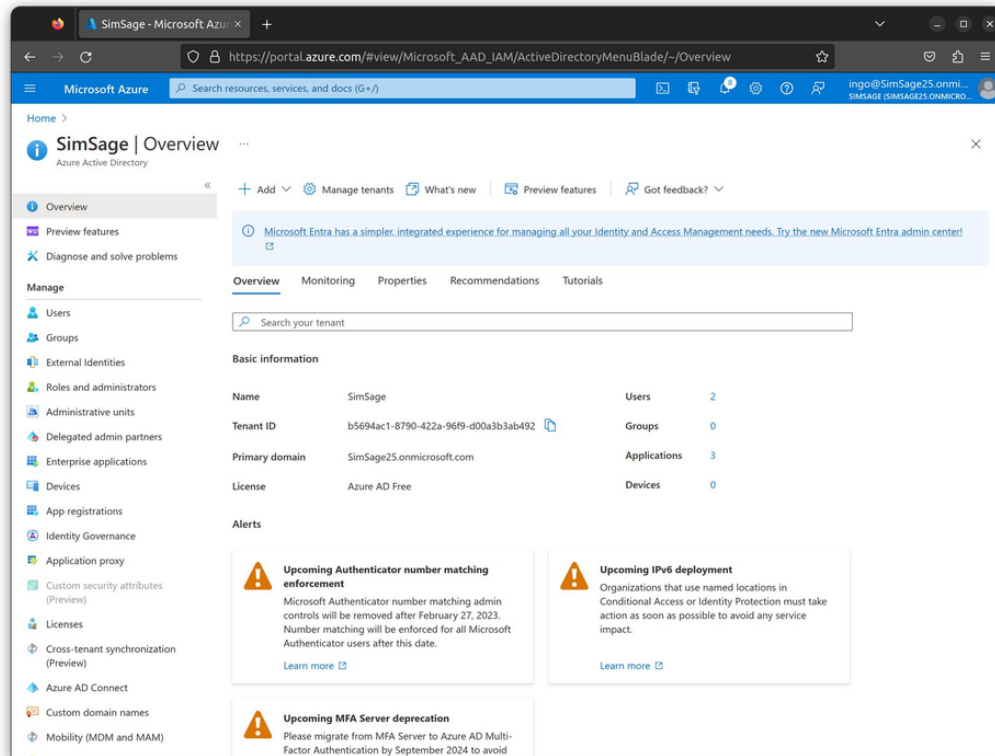 SimSage - Microsoft Azur
https://portal.azure.com/#view/Microsoft_AAD_IAM/ActiveDirectoryMenuBlade/~/Overview
Microsoft Azure
Search resources, services, and docs (G+/)
8
ingo@SimSage25.onmi...
SIMSAGE (SIMSAGE25.ONMICRO...
Home >
SimSage | Overview ...
Azure Active Directory
«
Add
Manage tenants
What's new
Preview features
Got feedback?
Overview
Preview features
Diagnose and solve problems
Manage
Users
Groups
External Identities
Roles and administrators
Administrative units
Delegated admin partners
Enterprise applications
Devices
App registrations
Identity Governance
Application proxy
Custom security attributes
(Preview)
Licenses
Cross-tenant synchronization
(Preview)
Azure AD Connect
Custom domain names
Mobility (MDM and MAM)
Microsoft Entra has a simpler, integrated experience for managing all your Identity and Access Management needs. Try the new Microsoft Entra admin center!
Overview Monitoring Properties Recommendations Tutorials
Search your tenant
Basic information
Name SimSage Users 2
Tenant ID b5694ac1-8790-422a-96f9-d00a3b3ab492 Groups 0
Primary domain SimSage25.onmicrosoft.com Applications 3
License Azure AD Free Devices 0
Alerts
Upcoming Authenticator number matching
enforcement
Microsoft Authenticator number matching admin
controls will be removed after February 27, 2023.
Number matching will be enforced for all Microsoft
Authenticator users after this date.
Learn more
Upcoming IPv6 deployment
Organizations that use named locations in
Conditional Access or Identity Protection must take
action as soon as possible to avoid any service
impact.
Learn more
Upcoming MFA Server deprecation
Please migrate from MFA Server to Azure AD Multi-
Factor Authentication by September 2024 to avoid